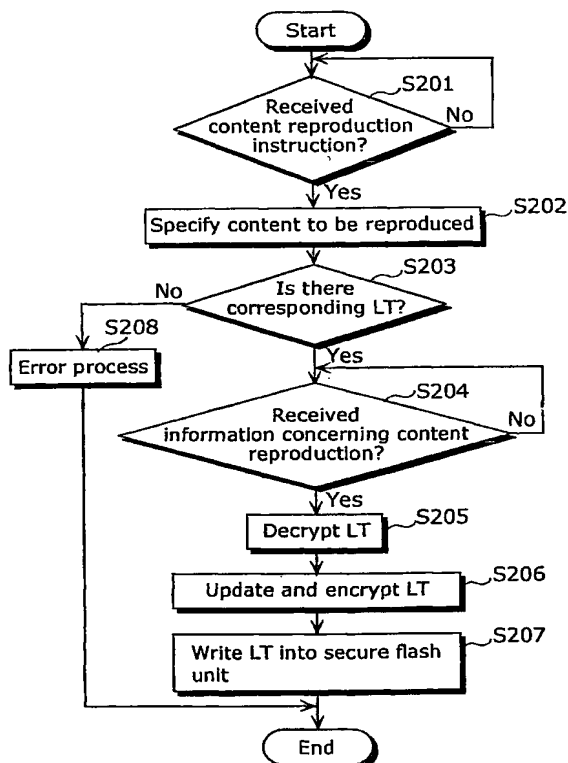 Start
S201
Received
content reproduction
instruction?
No
Yes
S202
Specify content to be reproduced
S203
Is there
corresponding LT?
No
Yes
S208
Error process
S204
Received
information concerning content
reproduction?
No
Yes
S205
Decrypt LT
S206
Update and encrypt LT
S207
Write LT into secure flash
unit
End